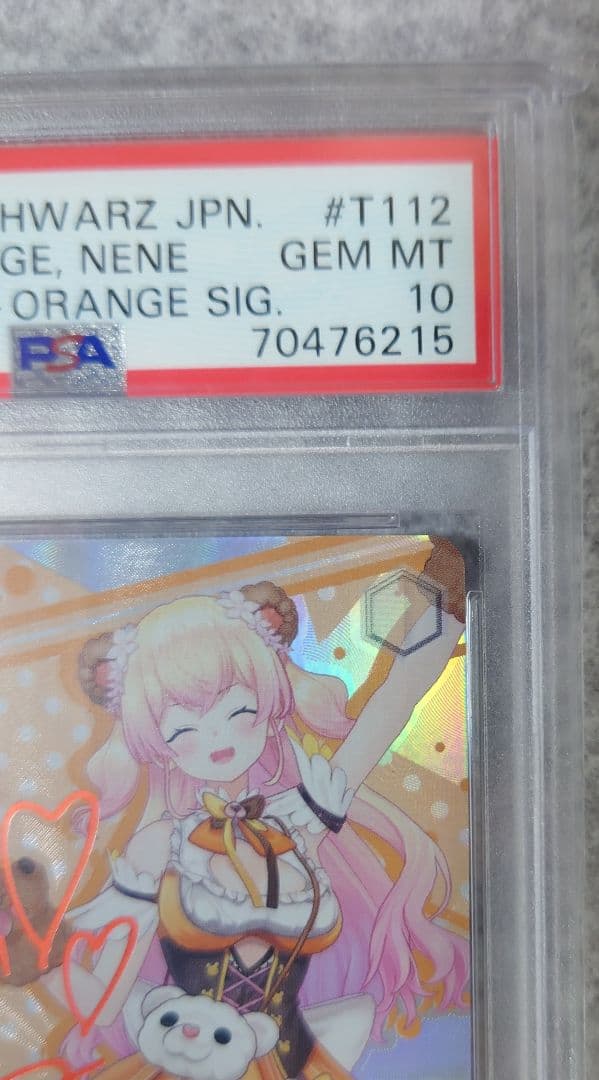 HWARZ JPN. #T112
GE, NENE GEM MT
ORANGE SIG. 10
PSA 70476215